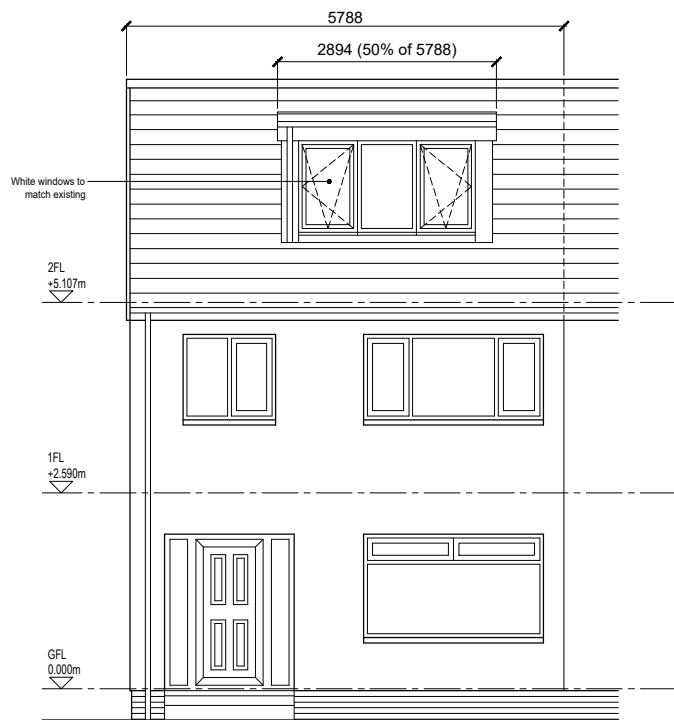 5788
2894 (50% of 5788)
White windows to
match existing
2FL
+5.107m
1FL
+2.590m
GFL
0.000m